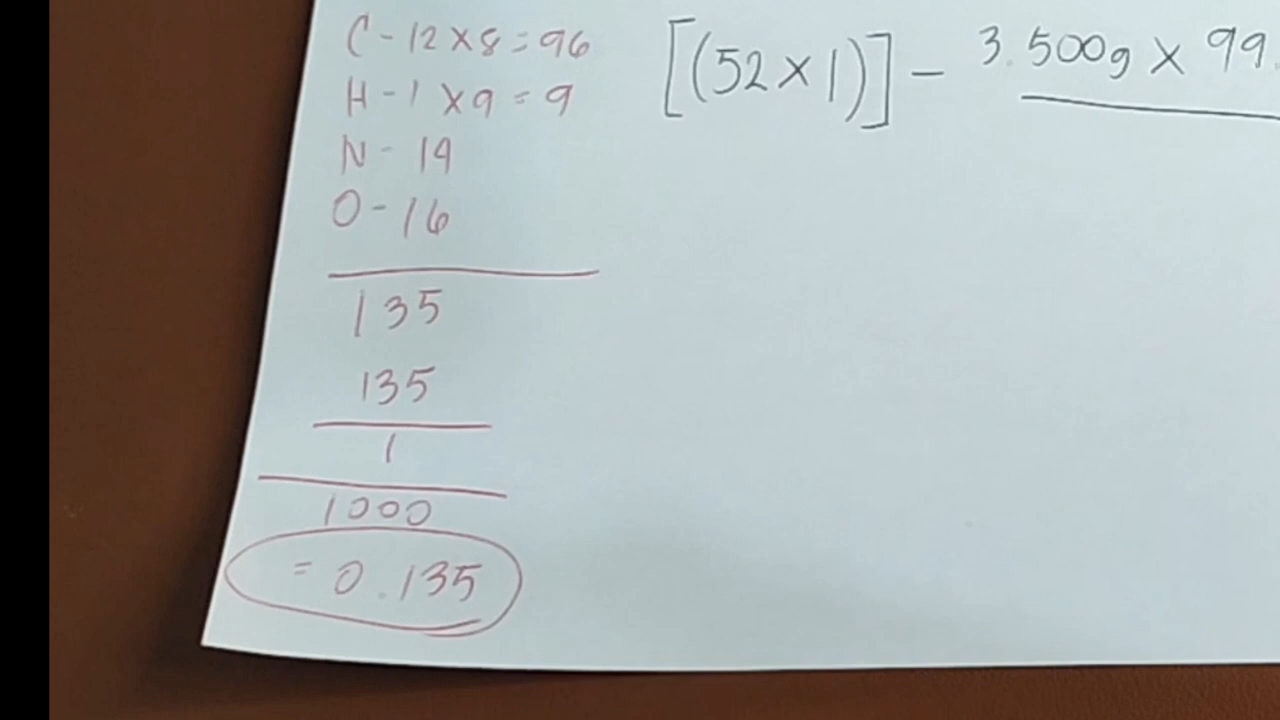 C - 12 x 8 = 96
H - 1 x 9 = 9
N - 14
O - 16
135
135
1
1000
= 0.135
[(52 x 1)] - 3.500g x 99.